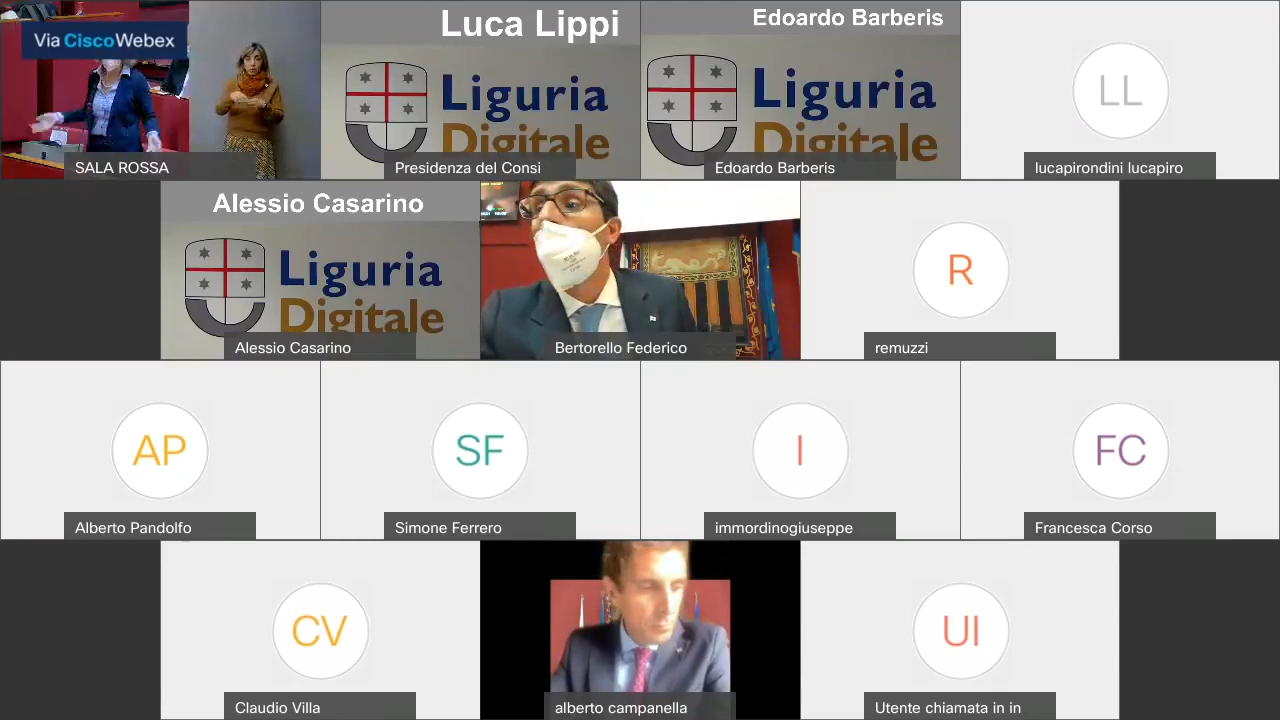 Via Cisco Webex
SALA ROSSA
Luca Lippi
Liguria
Digitale
Presidenza del Consi
Edoardo Barberis
Liguria
Digitale
Edoardo Barberis
LL
lucapirondini lucapiro
Alessio Casarino
Liguria
Digitale
Alessio Casarino
Bertorello Federico
R
remuzzi
AP
Alberto Pandolfo
SF
Simone Ferrero
I
immordinogiuseppe
FC
Francesca Corso
CV
Claudio Villa
alberto campanella
UI
Utente chiamata in in